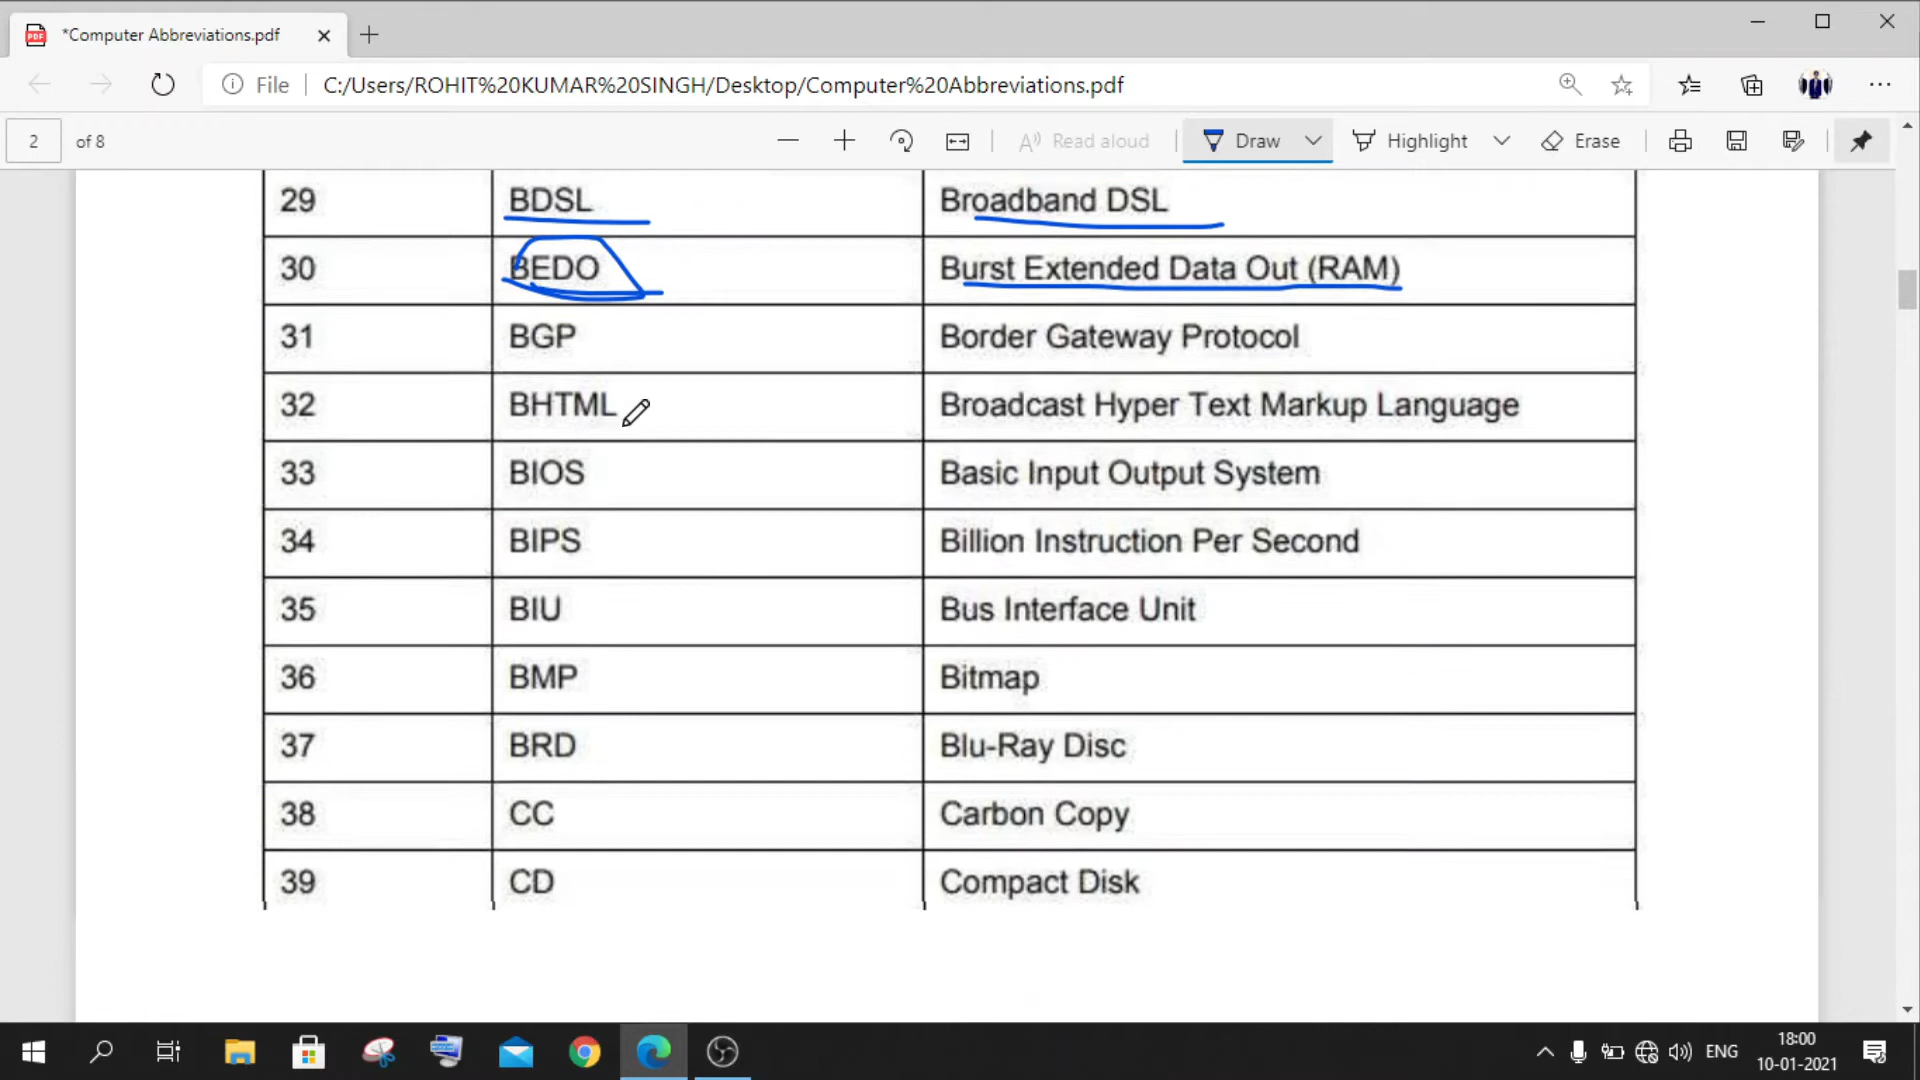 *Computer Abbreviations.pdf
File C:/Users/ROHIT%20KUMAR%20SINGH/Desktop/Computer%20Abbreviations.pdf
2 of 8 Read aloud Draw Highlight Erase
29 BDSL Broadband DSL
30 BEDO Burst Extended Data Out (RAM)
31 BGP Border Gateway Protocol
32 BHTML Broadcast Hyper Text Markup Language
33 BIOS Basic Input Output System
34 BIPS Billion Instruction Per Second
35 BIU Bus Interface Unit
36 BMP Bitmap
37 BRD Blu-Ray Disc
38 CC Carbon Copy
39 CD Compact Disk
ENG 18:00
10-01-2021